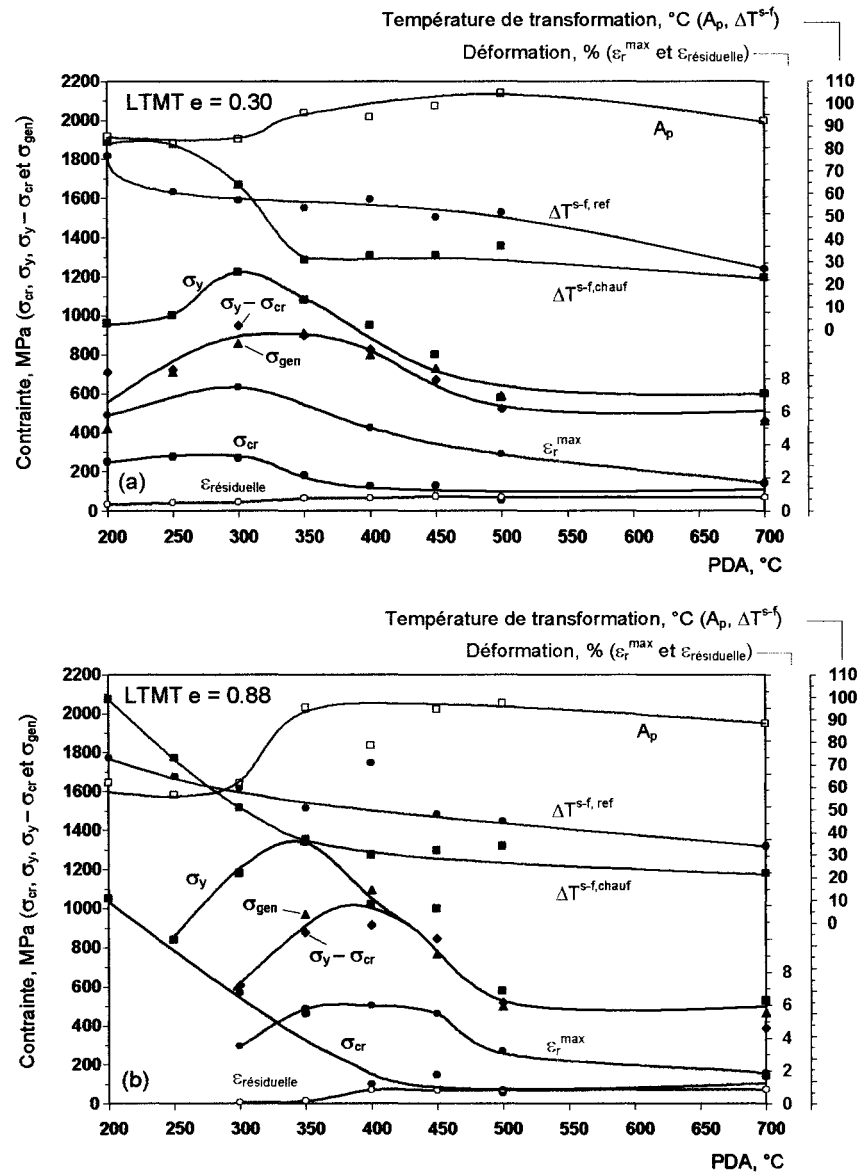 Température de transformation, °C (Aₚ, ΔTˢ⁻ᶠ)
Déformation, % (εᵣᵐᵃˣ et εrésiduelle)
Contrainte, MPa (σcr, σy, σy – σcr et σgen)
2200
2000
1800
1600
1400
1200
1000
800
600
400
200
0
LTMT e = 0.30
Aₚ
ΔTˢ⁻ᶠ,ʳᵉᶠ
ΔTˢ⁻ᶠ,ᶜʰᵃᵘᶠ
σy
σy – σcr
σgen
σcr
εᵣᵐᵃˣ
εrésiduelle
(a)
110
100
90
80
70
60
50
40
30
20
10
0
8
6
4
2
0
200 250 300 350 400 450 500 550 600 650 700
PDA, °C
Température de transformation, °C (Aₚ, ΔTˢ⁻ᶠ)
Déformation, % (εᵣᵐᵃˣ et εrésiduelle)
Contrainte, MPa (σcr, σy, σy – σcr et σgen)
2200
2000
1800
1600
1400
1200
1000
800
600
400
200
0
LTMT e = 0.88
Aₚ
ΔTˢ⁻ᶠ,ʳᵉᶠ
ΔTˢ⁻ᶠ,ᶜʰᵃᵘᶠ
σy
σgen
σy – σcr
σcr
εᵣᵐᵃˣ
εrésiduelle
(b)
110
100
90
80
70
60
50
40
30
20
10
0
8
6
4
2
0
200 250 300 350 400 450 500 550 600 650 700
PDA, °C